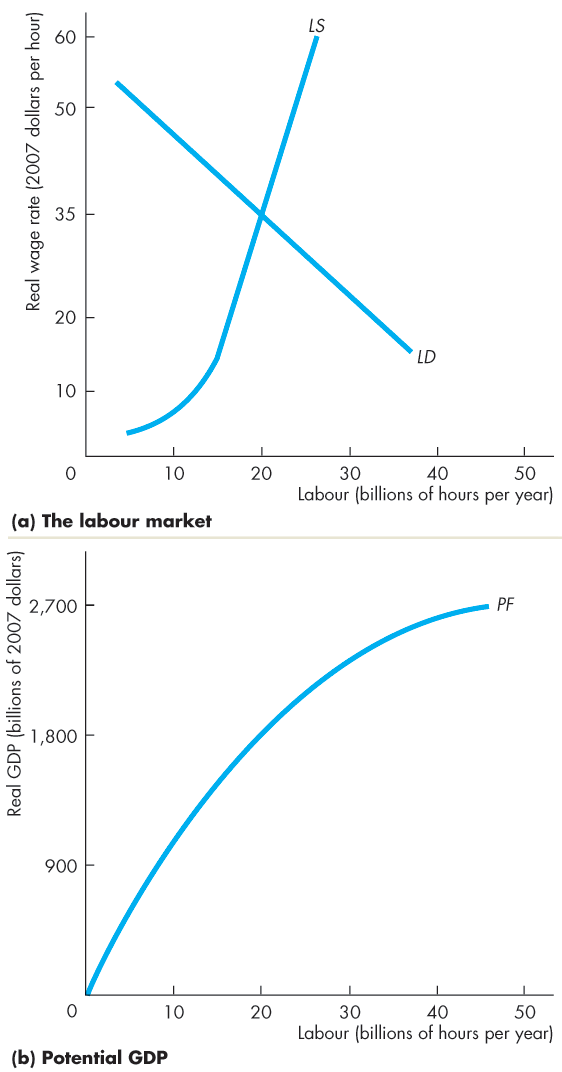 Real wage rate (2007 dollars per hour)
60
50
35
20
10
0
LS
LD
10
20
30
40
50
Labour (billions of hours per year)
(a) The labour market
Real GDP (billions of 2007 dollars)
2,700
1,800
900
0
PF
10
20
30
40
50
Labour (billions of hours per year)
(b) Potential GDP